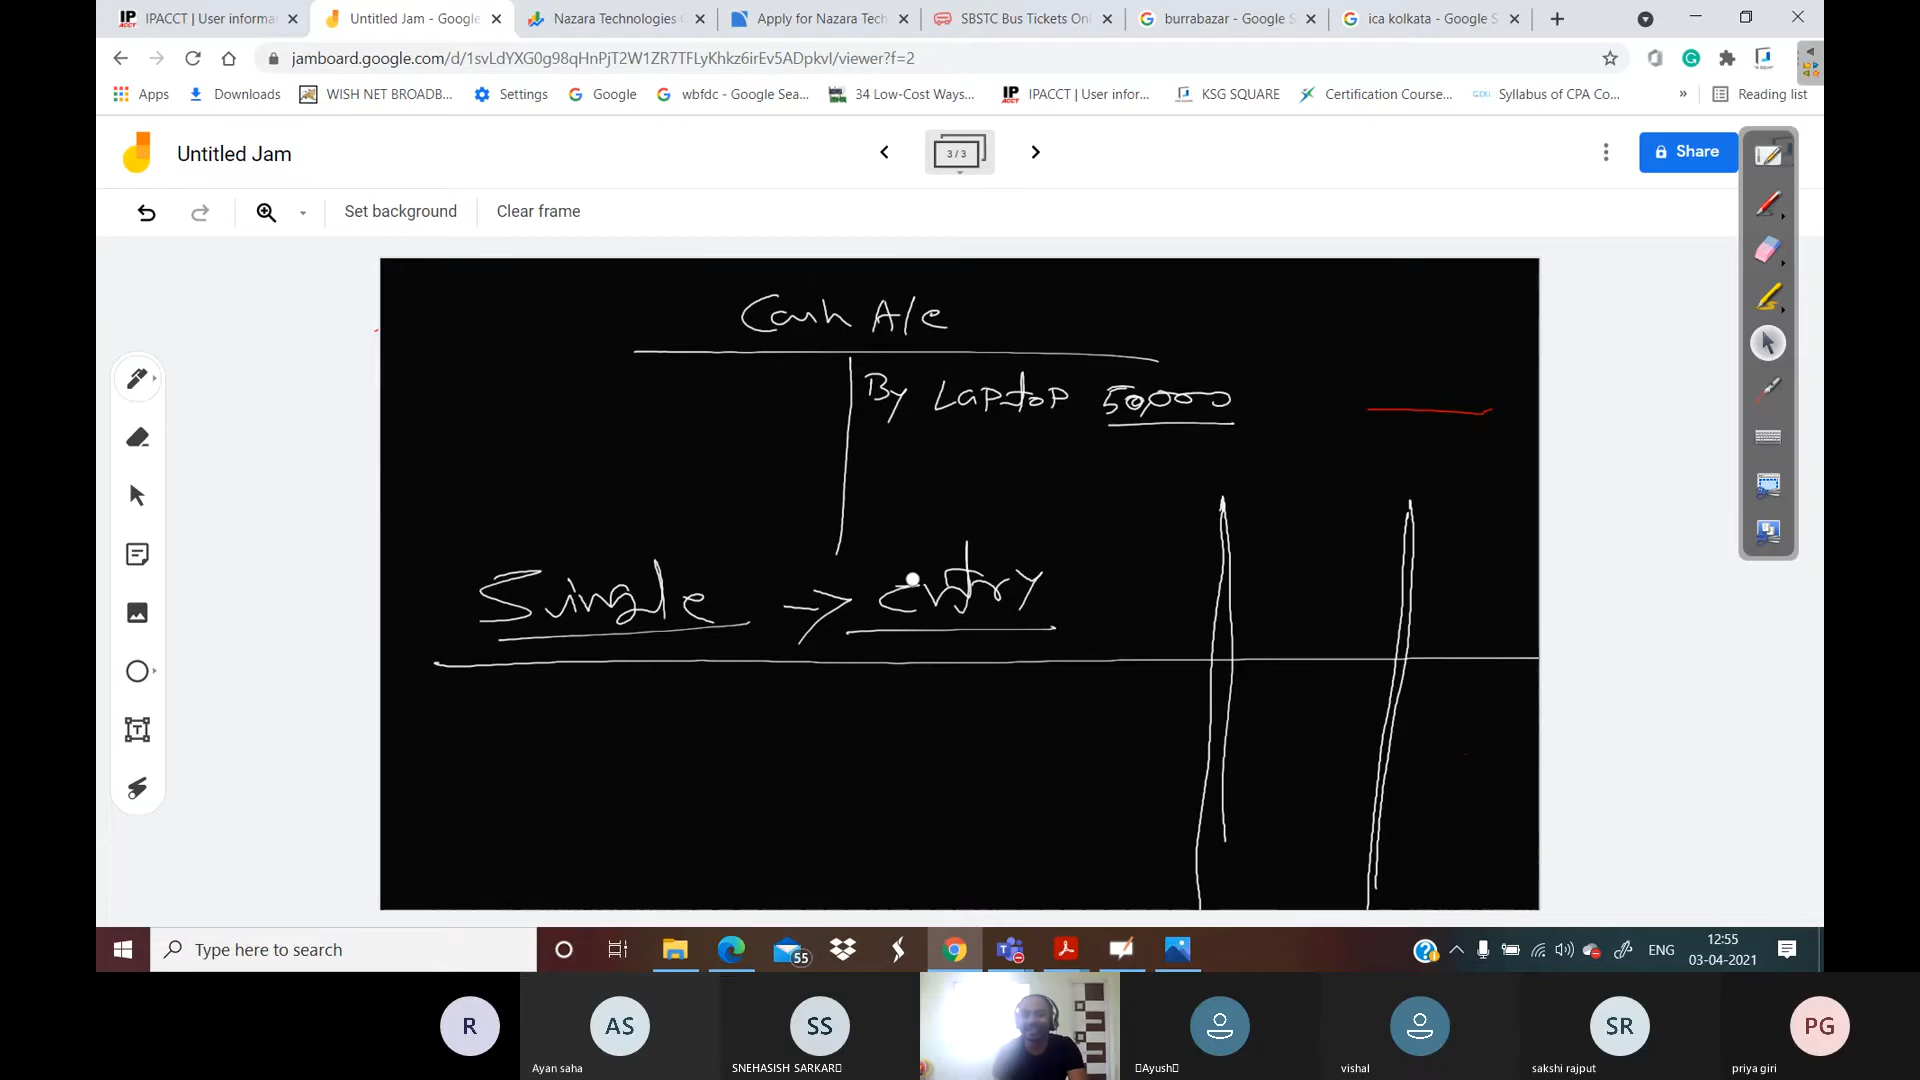 IPACCT | User informa
Untitled Jam - Google
Nazara Technologies
Apply for Nazara Tech
SBSTC Bus Tickets Onl
burrabazar - Google S
ica kolkata - Google S
jamboard.google.com/d/1svLdYXG0g98qHnPjT2W1ZR7TFLyKhkz6irEv5ADpkvI/viewer?f=2
Apps
Downloads
WISH NET BROADB...
Settings
Google
wbfdc - Google Sea...
34 Low-Cost Ways...
IPACCT | User infor...
KSG SQUARE
Certification Course...
Syllabus of CPA Co...
»
Reading list
Untitled Jam
3 / 3
Share
Set background
Clear frame
Cash A/c
By Laptop 50,000
Single → entry
Type here to search
55
ENG
12:55
03-04-2021
R
AS
SS
SR
PG
Ayan saha
SNEHASISH SARKAR
Ayush
vishal
sakshi rajput
priya giri